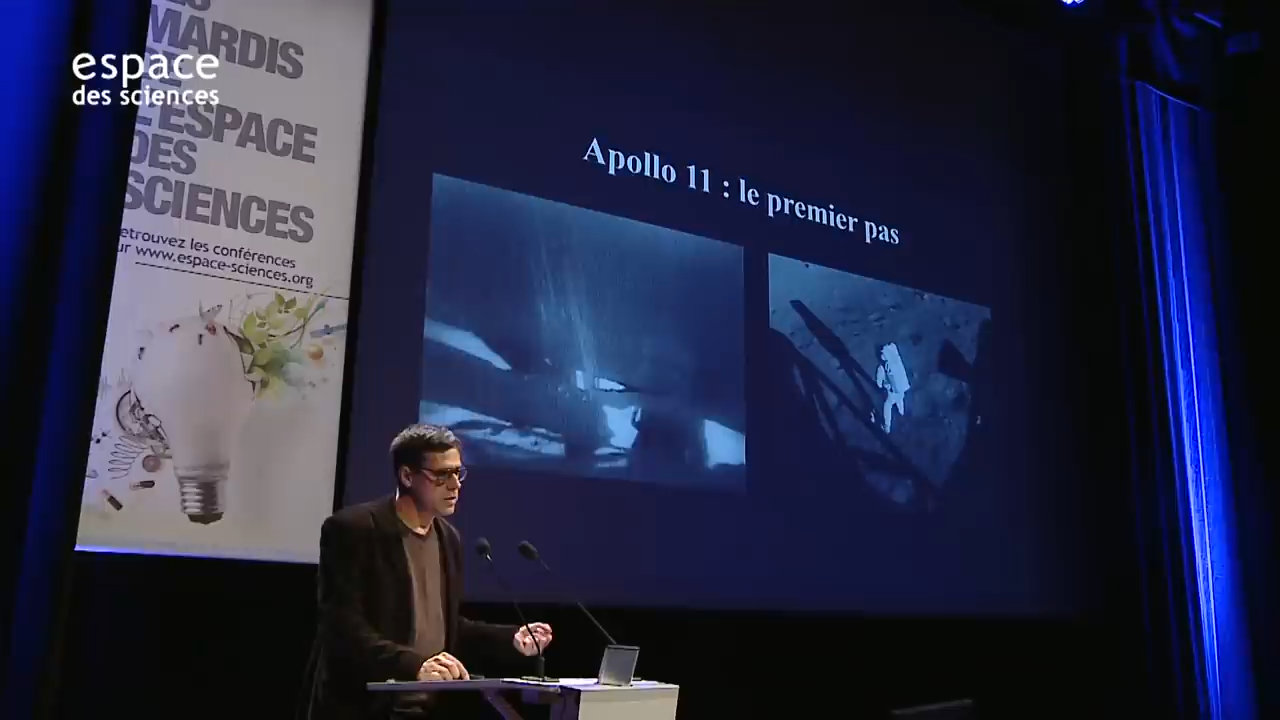 espace
des sciences
MARDIS
L'ESPACE
DES
SCIENCES
etrouvez les conférences
ur www.espace-sciences.org
Apollo 11 : le premier pas